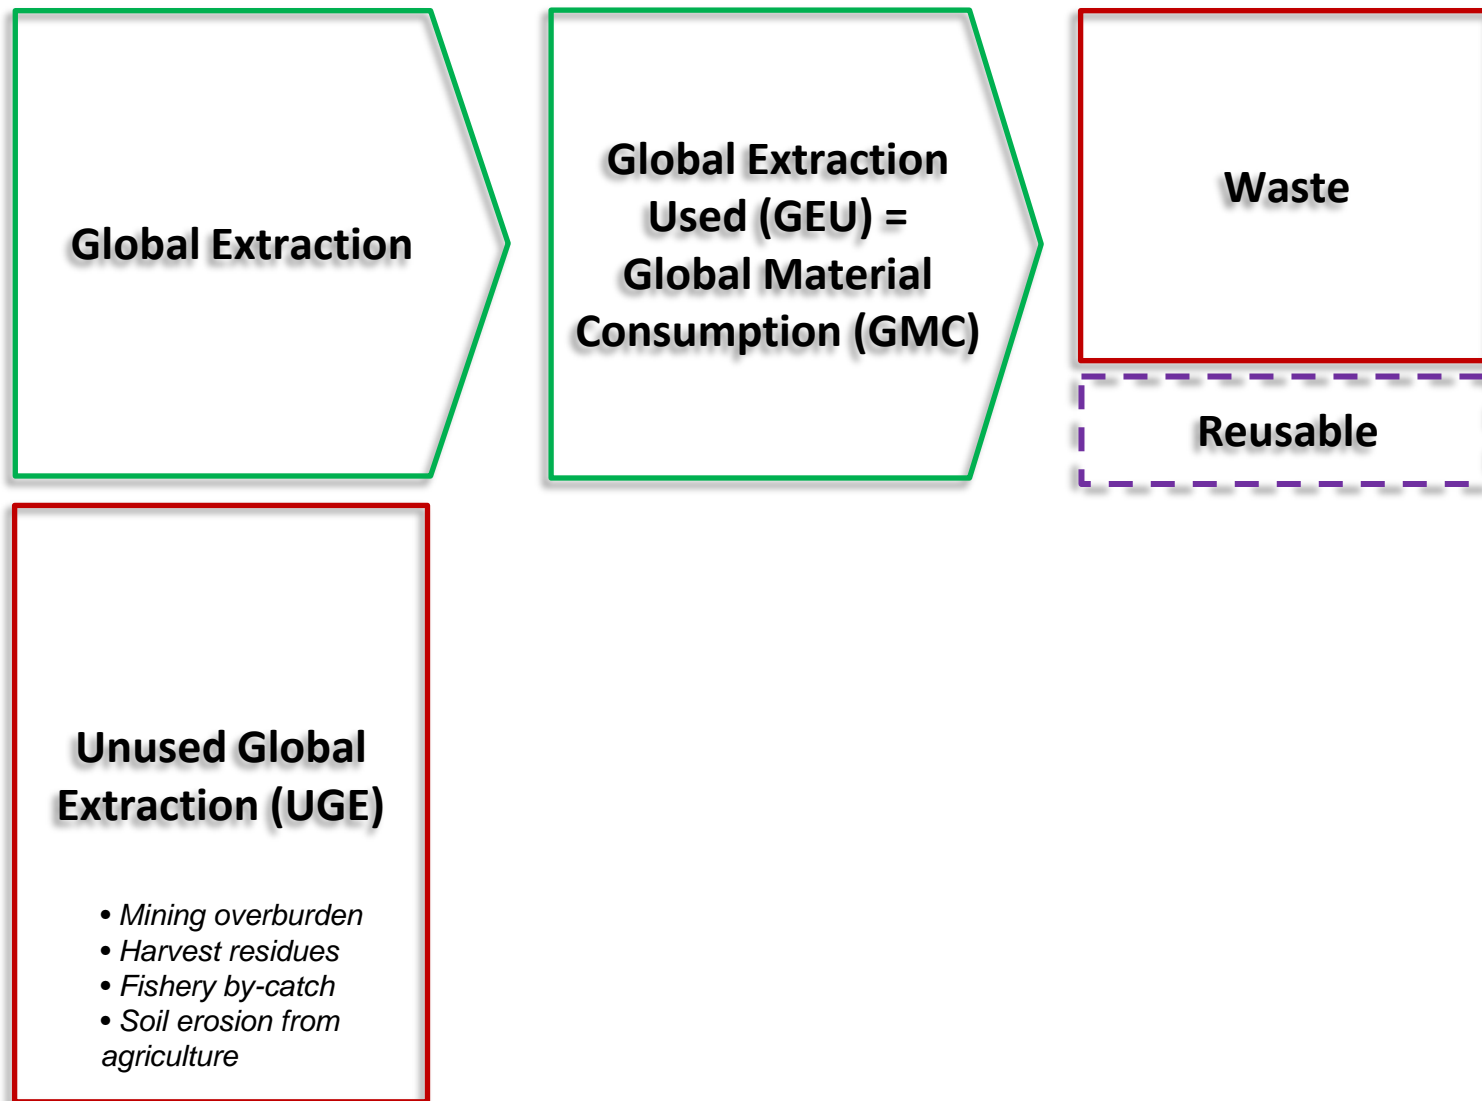 Global Extraction
Global Extraction
Used (GEU) =
Global Material
Consumption (GMC)
Waste
Reusable
Unused Global
Extraction (UGE)
• Mining overburden
• Harvest residues
• Fishery by-catch
• Soil erosion from
agriculture